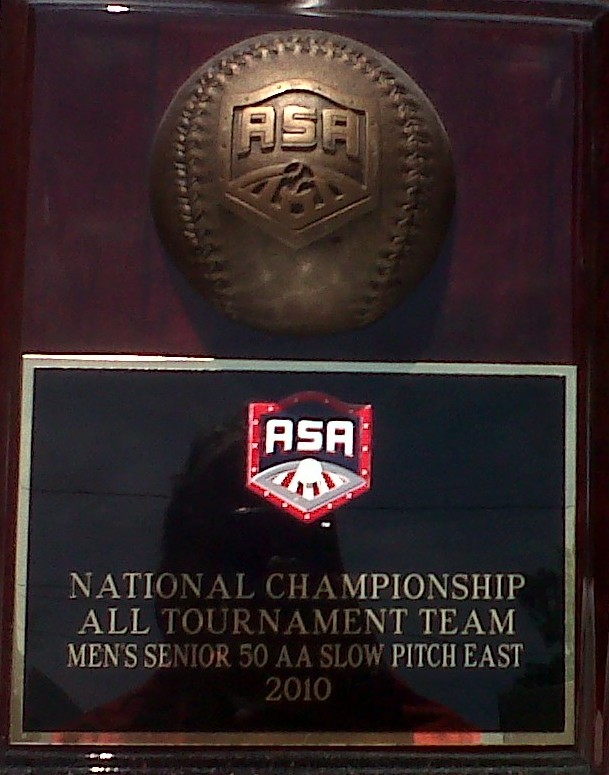 ASA
ASA
NATIONAL CHAMPIONSHIP
ALL TOURNAMENT TEAM
MEN'S SENIOR 50 AA SLOW PITCH EAST
2010